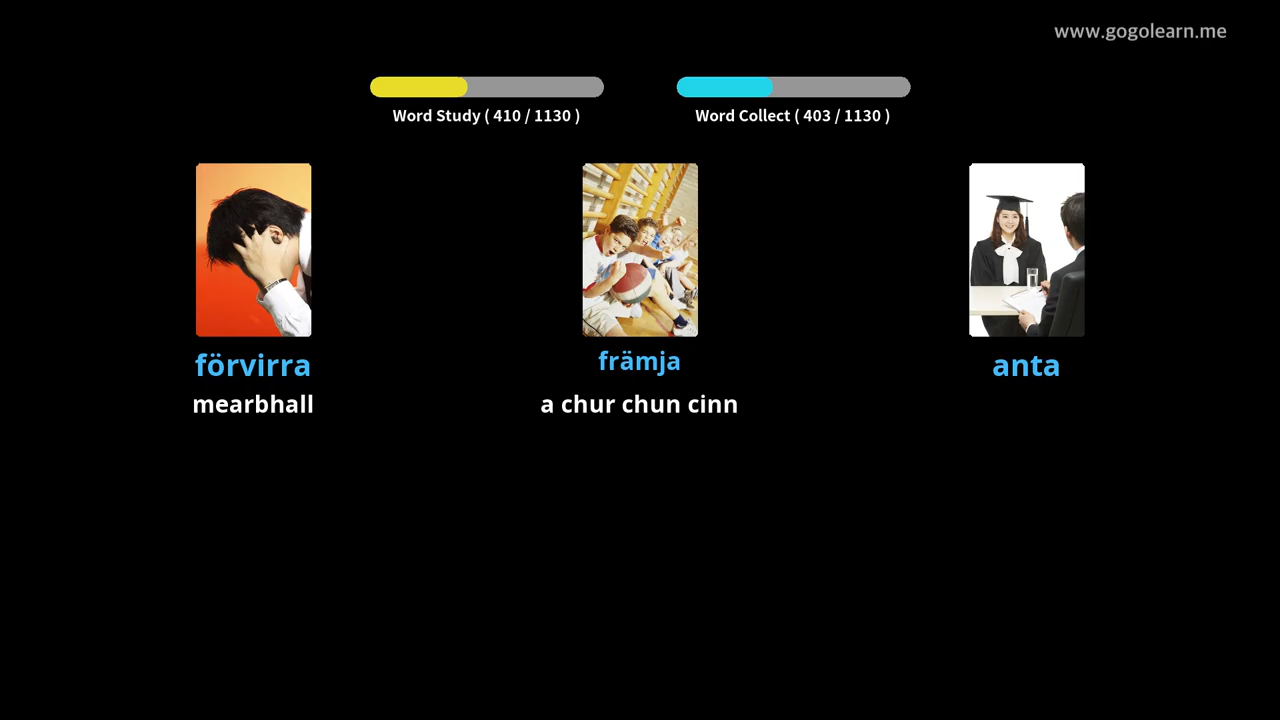 www.gogolearn.me
Word Study ( 410 / 1130 )
Word Collect ( 403 / 1130 )
förvirra
främja
anta
mearbhall
a chur chun cinn